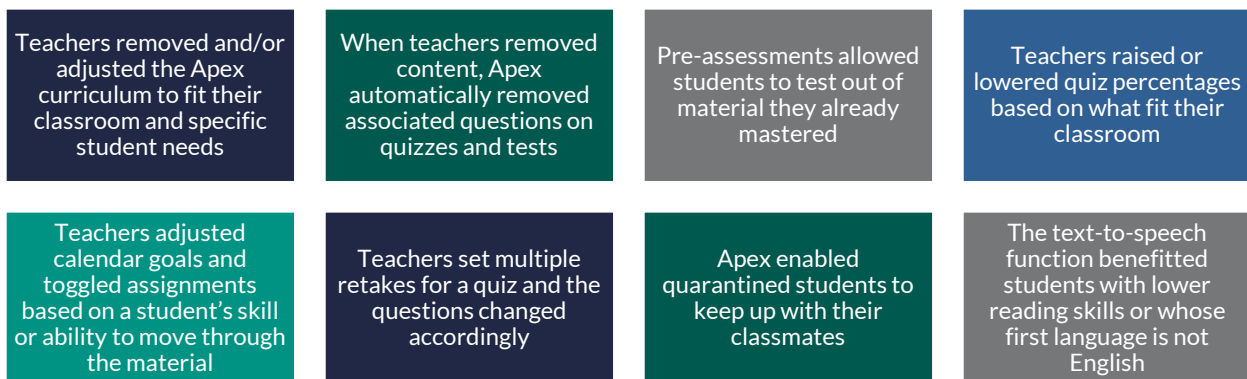 Teachers removed and/or
adjusted the Apex
curriculum to fit their
classroom and specific
student needs
When teachers removed
content, Apex
automatically removed
associated questions on
quizzes and tests
Pre-assessments allowed
students to test out of
material they already
mastered
Teachers raised or
lowered quiz percentages
based on what fit their
classroom
Teachers adjusted
calendar goals and
toggled assignments
based on a student’s skill
or ability to move through
the material
Teachers set multiple
retakes for a quiz and the
questions changed
accordingly
Apex enabled
quarantined students to
keep up with their
classmates
The text-to-speech
function benefitted
students with lower
reading skills or whose
first language is not
English